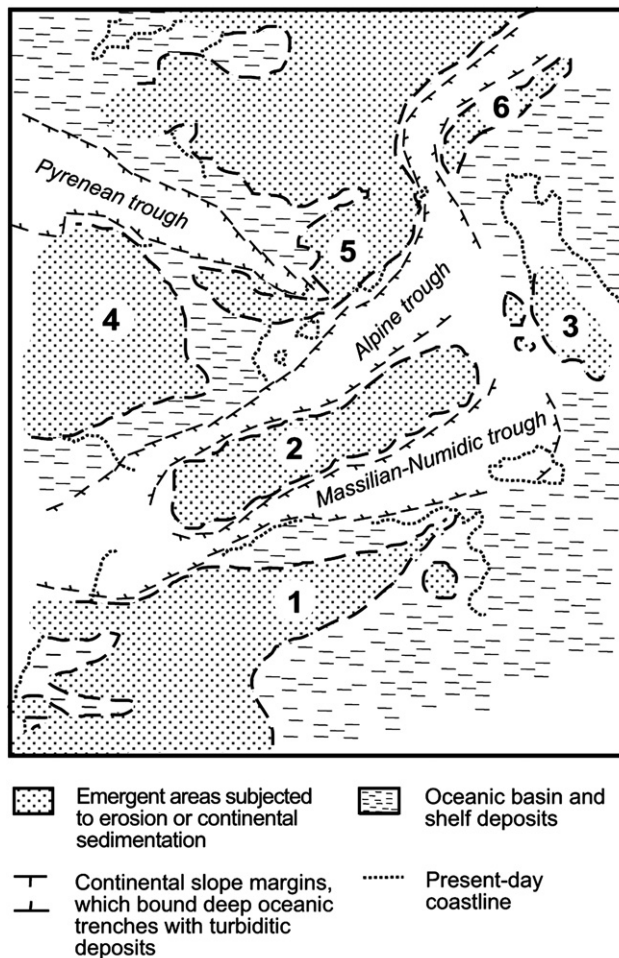 6
Pyrenean trough
5
4
3
Alpine trough
2
Massilian-Numidic trough
1
Emergent areas subjected
to erosion or continental
sedimentation
Oceanic basin and
shelf deposits
Continental slope margins,
which bound deep oceanic
trenches with turbiditic
deposits
Present-day
coastline